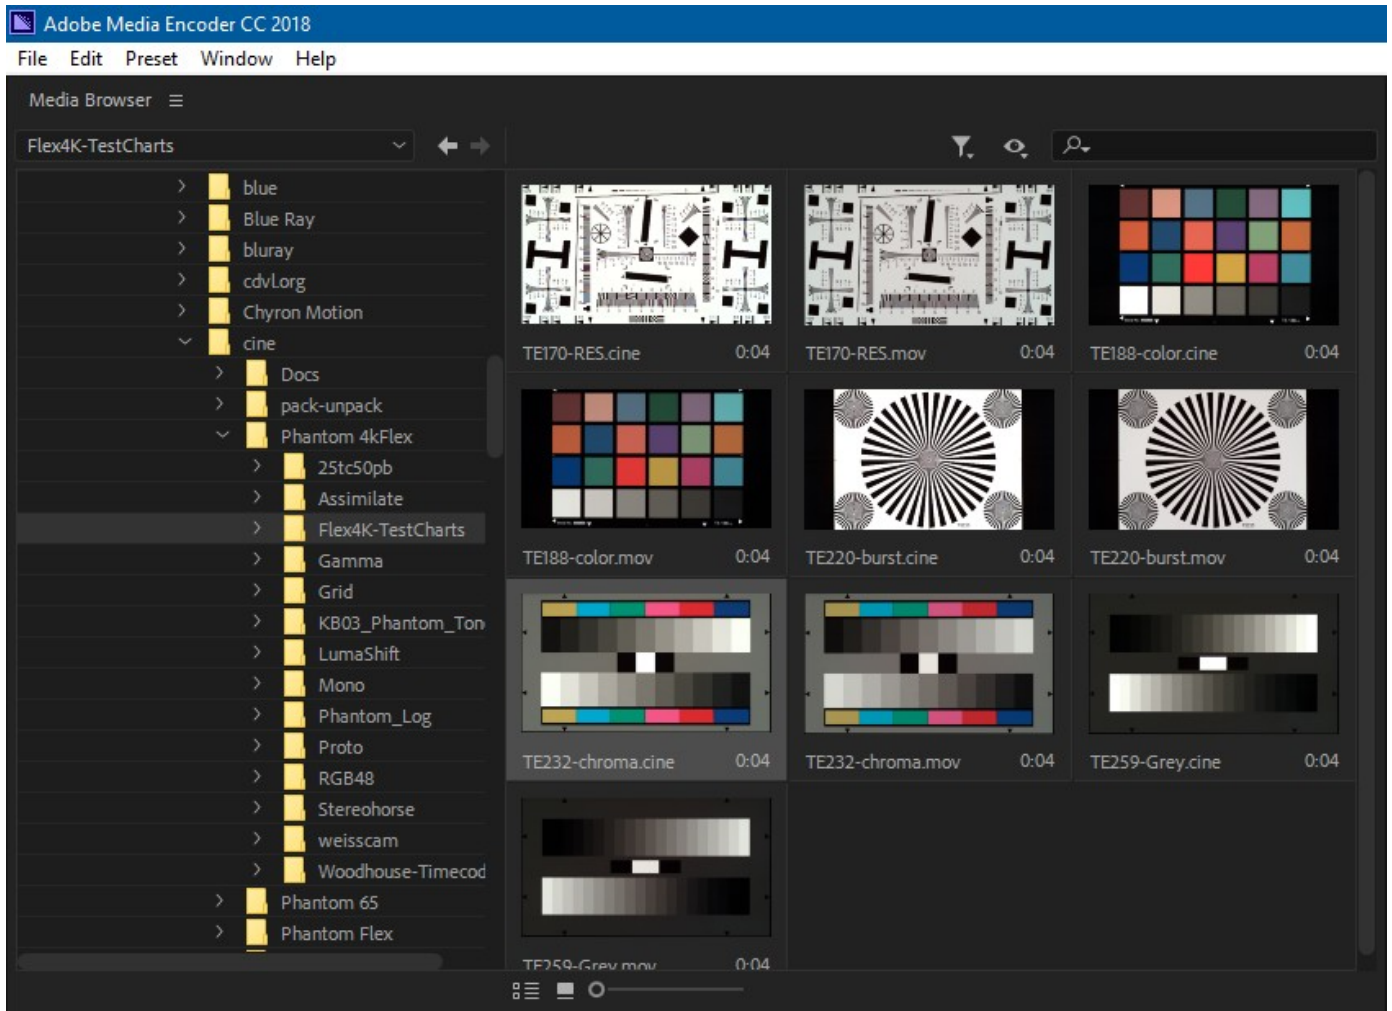 Adobe Media Encoder CC 2018
File Edit Preset Window Help
Media Browser
Flex4K-TestCharts
blue
Blue Ray
bluray
cdvl.org
Chyron Motion
cine
Docs
pack-unpack
Phantom 4kFlex
25tc50pb
Assimilate
Flex4K-TestCharts
Gamma
Grid
KB03_Phantom_Ton
LumaShift
Mono
Phantom_Log
Proto
RGB48
Stereohorse
weisscam
Woodhouse-Timecod
Phantom 65
Phantom Flex
TE170-RES.cine 0:04
TE170-RES.mov 0:04
TE188-color.cine 0:04
TE188-color.mov 0:04
TE220-burst.cine 0:04
TE220-burst.mov 0:04
TE232-chroma.cine 0:04
TE232-chroma.mov 0:04
TE259-Grey.cine 0:04
TE259-Grey.mov 0:04